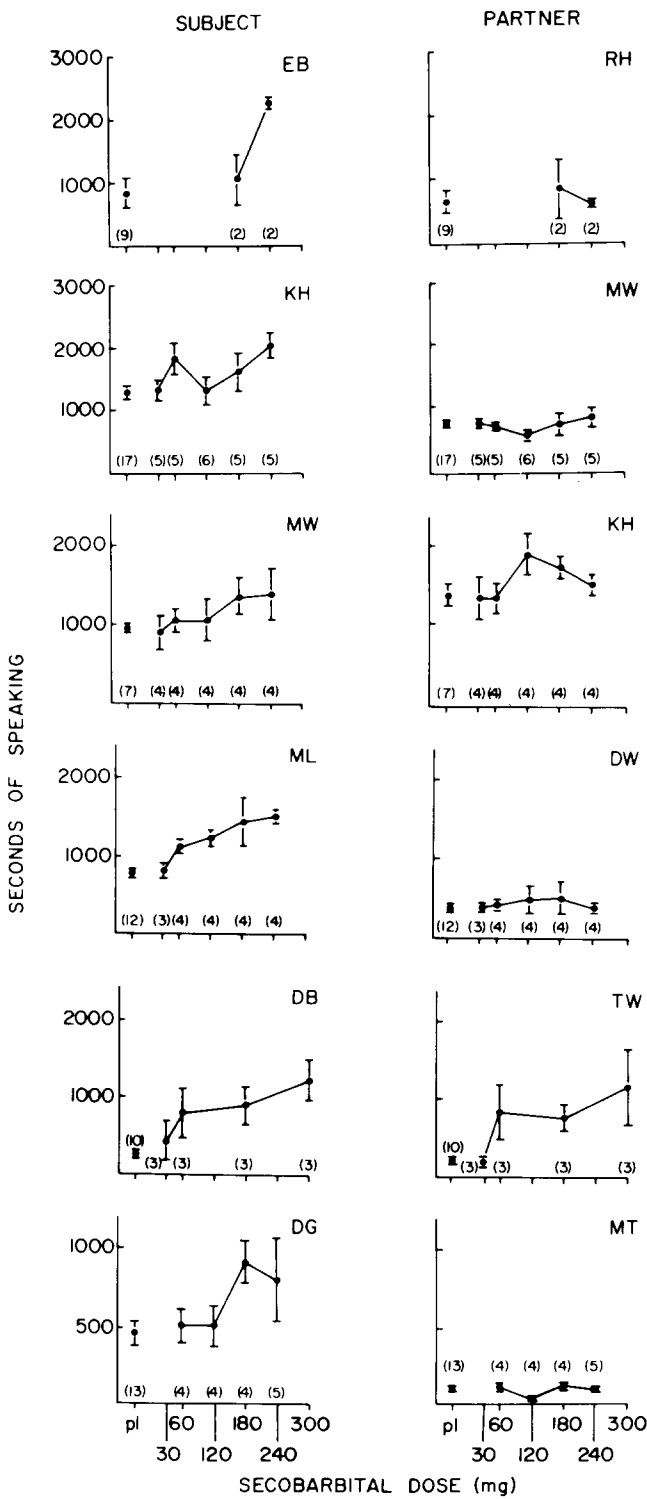 SUBJECT PARTNER
EB RH
3000
2000
1000
(9) (2) (2) (9) (2) (2)
KH MW
3000
2000
1000
(17) (5) (5) (6) (5) (5) (17) (5) (5) (6) (5) (5)
MW KH
2000
1000
(7) (4) (4) (4) (4) (4) (7) (4) (4) (4) (4) (4)
SECONDS OF SPEAKING
ML DW
2000
1000
(12) (3) (4) (4) (4) (4) (12) (3) (4) (4) (4) (4)
DB TW
2000
1000
(10) (10)
(3) (3) (3) (3) (3) (3) (3) (3)
DG MT
1000
500
(13) (4) (4) (4) (5) (13) (4) (4) (4) (5)
pl 60 180 300 pl 60 180 300
30 120 240 30 120 240
SECOBARBITAL DOSE (mg)